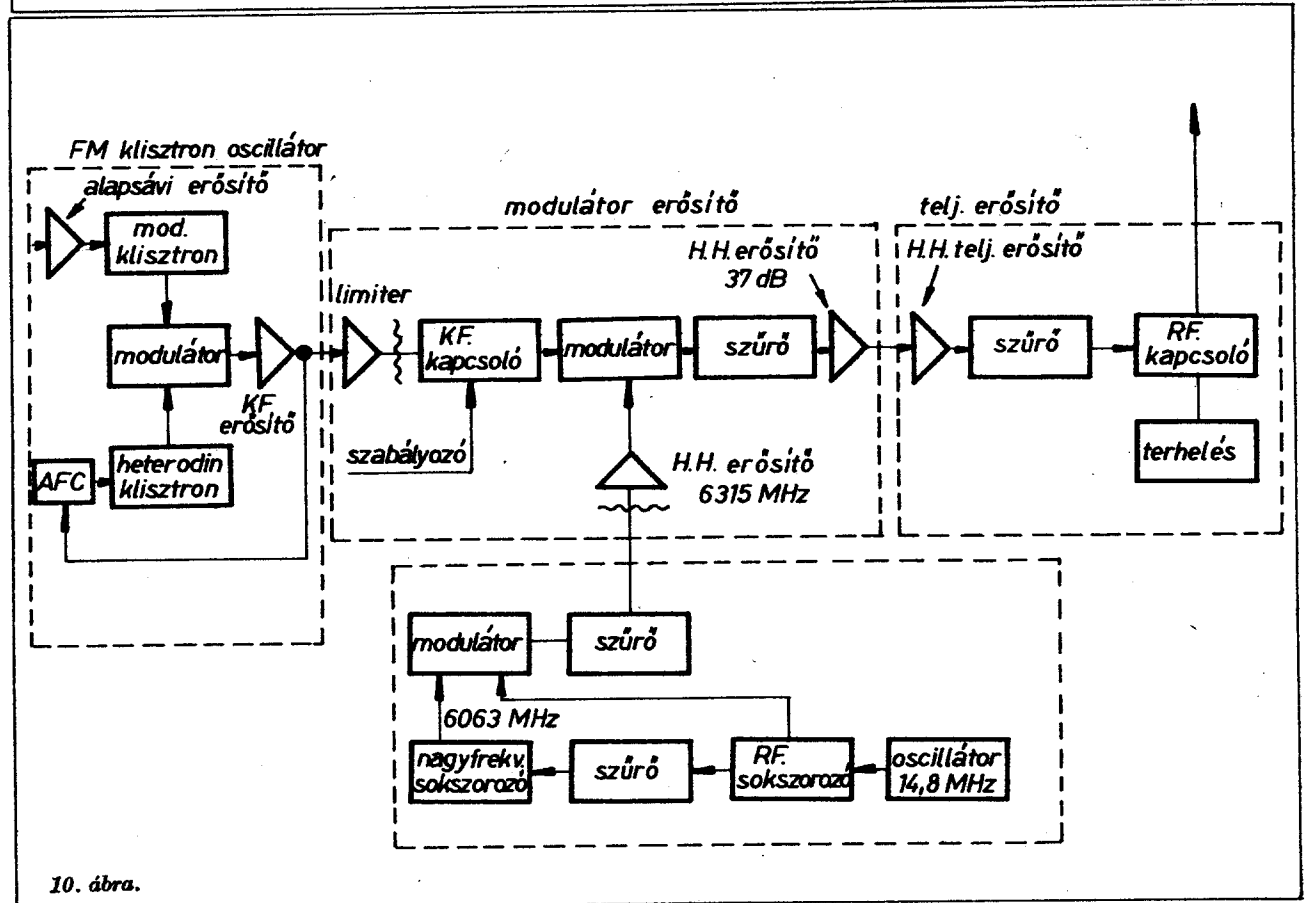 FM klisztron oscillátor
alapsávi erősítő
mod.
klisztron
modulátor
KF
erősítő
AFC
heterodin
klisztron
modulátor erősítő
limiter
KF.
kapcsoló
szabályozó
modulátor
szűrő
H.H. erősítő
37 dB
H.H. erősítő
6315 MHz
telj. erősítő
H.H. telj. erősítő
szűrő
RF.
kapcsoló
terhelés
modulátor
szűrő
6063 MHz
nagyfrekv.
sokszorozó
szűrő
RF.
sokszorozó
oscillátor
14,8 MHz
10. ábra.